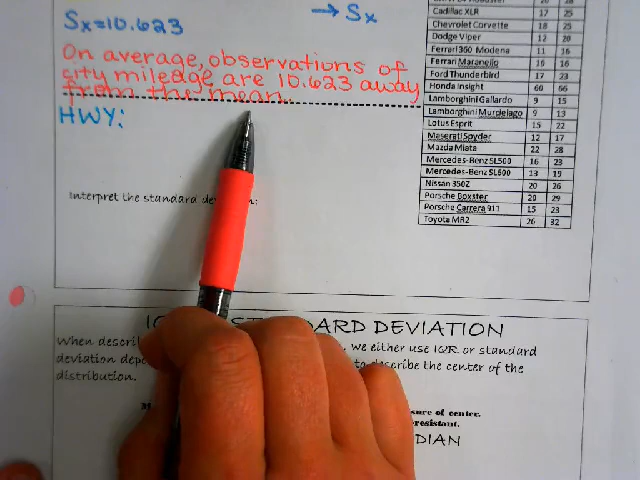 Sx=10.623
→ Sx
On average, observations of
city mileage are 10.623 away
from the mean.
HWY:
Interpret the standard
Cadillac XLR 17 25
Chevrolet Corvette 18 25
Dodge Viper 12 20
Ferrari 360 Modena 11 16
Ferrari Maranello 10 16
Ford Thunderbird 17 23
Honda Insight 60 66
Lamborghini Gallardo 9 15
Lamborghini Murcielago 9 13
Lotus Esprit 15 22
Maserati Spyder 12 17
Mazda Miata 22 28
Mercedes-Benz SL500 16 23
Mercedes-Benz SL600 13 19
Nissan 350Z 20 26
Porsche Boxster 20 29
Porsche Carrera 911 15 23
Toyota MR2 26 32
STANDARD DEVIATION
When we either use IQR or standard
deviation to describe the center of the
distribution.
of center.
resistant.